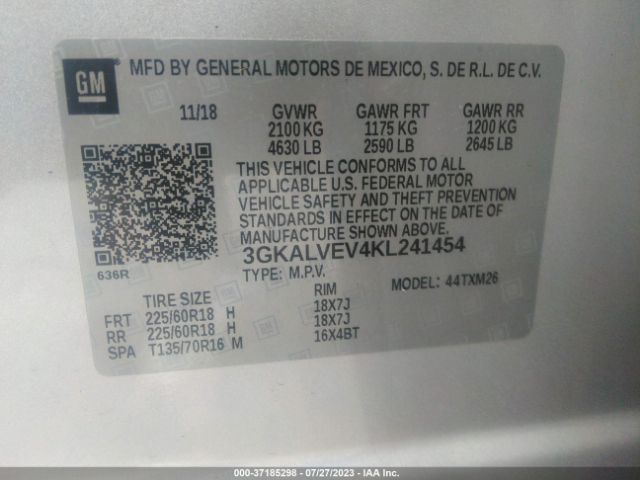 GM
MFD BY GENERAL MOTORS DE MEXICO, S. DE R.L. DE C.V.
11/18 GVWR GAWR FRT GAWR RR
2100 KG 1175 KG 1200 KG
4630 LB 2590 LB 2645 LB
THIS VEHICLE CONFORMS TO ALL
APPLICABLE U.S. FEDERAL MOTOR
VEHICLE SAFETY AND THEFT PREVENTION
STANDARDS IN EFFECT ON THE DATE OF
MANUFACTURE SHOWN ABOVE.
636R
3GKALVEV4KL241454
TYPE: M.P.V. MODEL: 44TXM26
TIRE SIZE RIM
FRT 225/60R18 H 18X7J
RR 225/60R18 H 18X7J
SPA T135/70R16 M 16X4BT
000-37185298 - 07/27/2023 - IAA Inc.